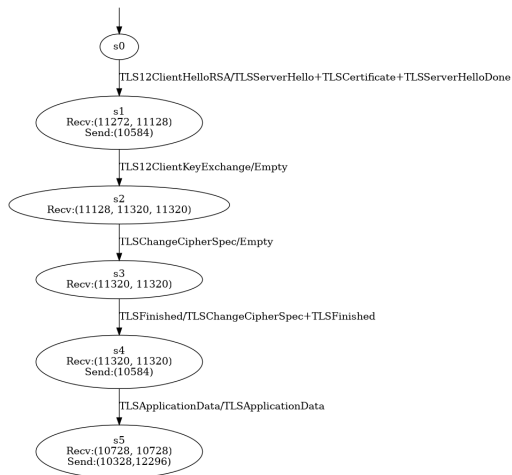 s0
TLS12ClientHelloRSA/TLSServerHello+TLSCertificate+TLSServerHelloDone
s1
Recv:(11272, 11128)
Send:(10584)
TLS12ClientKeyExchange/Empty
s2
Recv:(11128, 11320, 11320)
TLSChangeCipherSpec/Empty
s3
Recv:(11320, 11320)
TLSFinished/TLSChangeCipherSpec+TLSFinished
s4
Recv:(11320, 11320)
Send:(10584)
TLSApplicationData/TLSApplicationData
s5
Recv:(10728, 10728)
Send:(10328,12296)